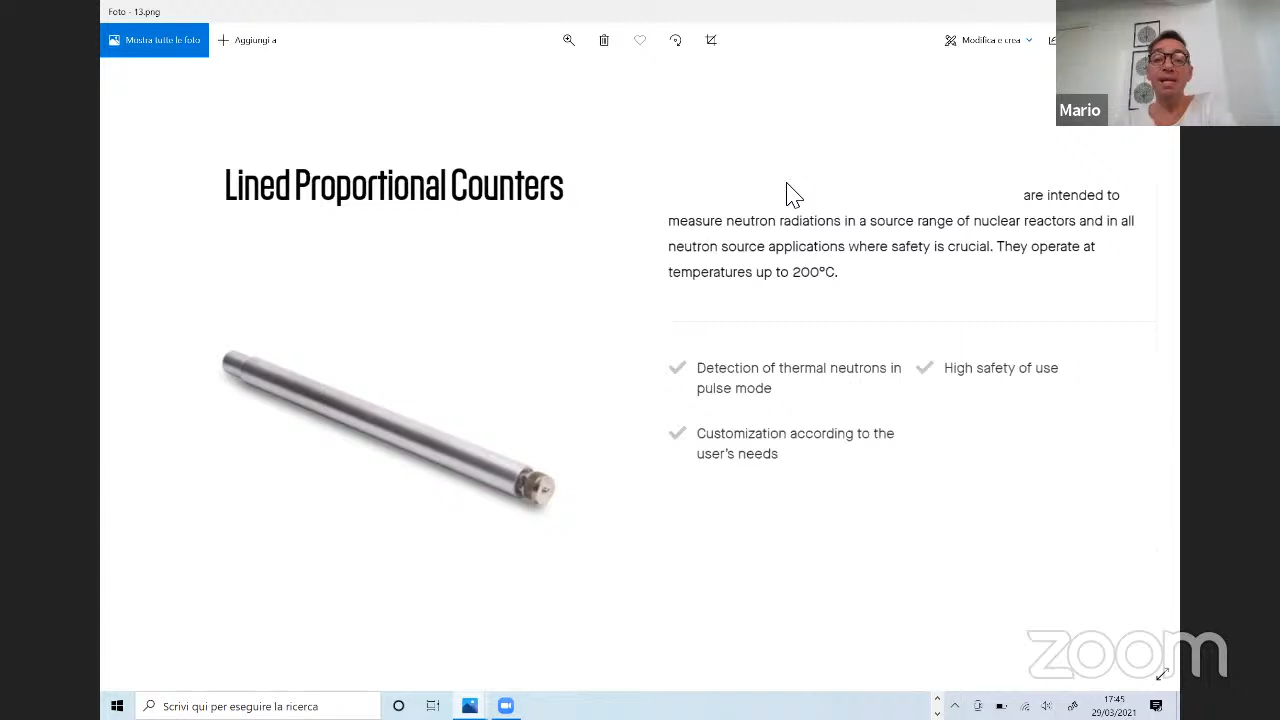 Foto - 13.png
Mostra tutte le foto
Aggiungi a
Modifica e crea
Mario
Lined Proportional Counters
are intended to
measure neutron radiations in a source range of nuclear reactors and in all
neutron source applications where safety is crucial. They operate at
temperatures up to 200°C.
Detection of thermal neutrons in
pulse mode
High safety of use
Customization according to the
user's needs
zoom
Scrivi qui per eseguire la ricerca
17:45
29/03/2021